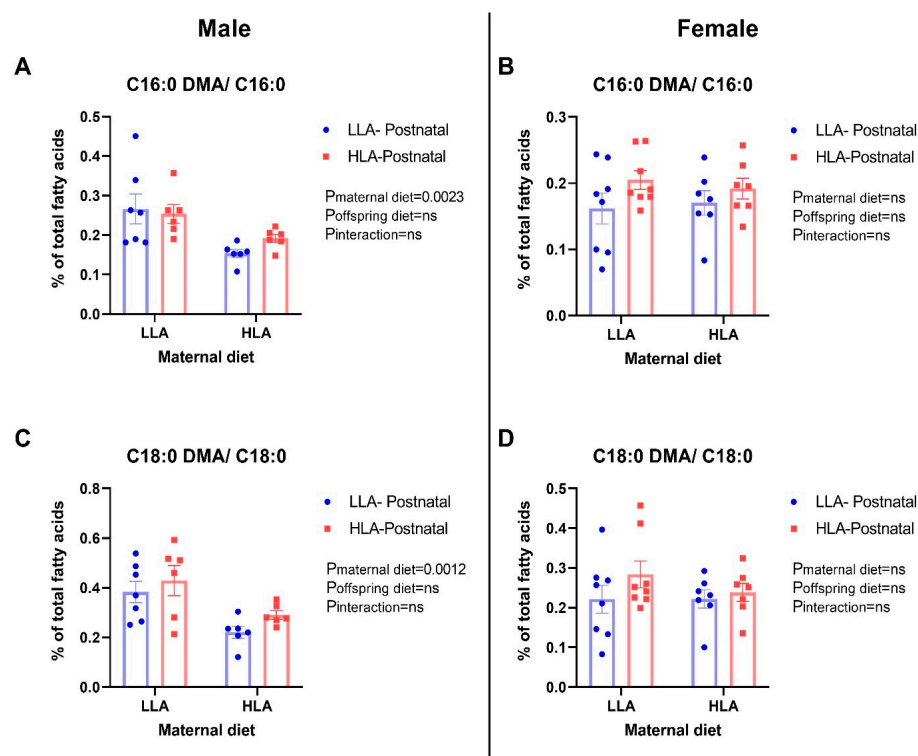 Male
Female
A
C16:0 DMA/ C16:0
% of total fatty acids
0.5
0.4
0.3
0.2
0.1
0.0
LLA
HLA
Maternal diet
LLA- Postnatal
HLA-Postnatal
Pmaternal diet=0.0023
Poffspring diet=ns
Pinteraction=ns
B
C16:0 DMA/ C16:0
% of total fatty acids
0.3
0.2
0.1
0.0
LLA
HLA
Maternal diet
LLA- Postnatal
HLA-Postnatal
Pmaternal diet=ns
Poffspring diet=ns
Pinteraction=ns
C
C18:0 DMA/ C18:0
% of total fatty acids
0.8
0.6
0.4
0.2
0.0
LLA
HLA
Maternal diet
LLA- Postnatal
HLA-Postnatal
Pmaternal diet=0.0012
Poffspring diet=ns
Pinteraction=ns
D
C18:0 DMA/ C18:0
% of total fatty acids
0.5
0.4
0.3
0.2
0.1
0.0
LLA
HLA
Maternal diet
LLA- Postnatal
HLA-Postnatal
Pmaternal diet=ns
Poffspring diet=ns
Pinteraction=ns